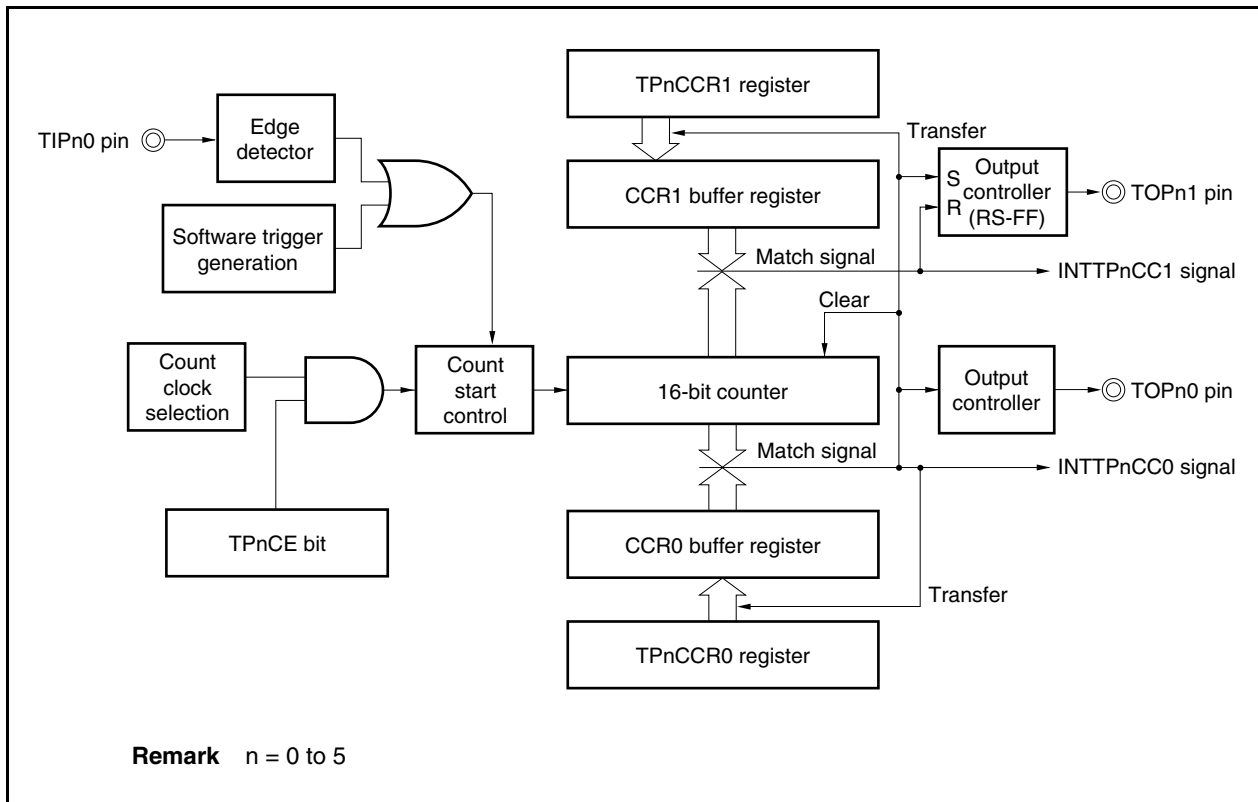 TPnCCR1 register
TIPn0 pin
Edge
detector
Transfer
S
R
Output
controller
(RS-FF)
TOPn1 pin
CCR1 buffer register
Software trigger
generation
Match signal
INTTPnCC1 signal
Clear
Count
clock
selection
Count
start
control
16-bit counter
Output
controller
TOPn0 pin
Match signal
INTTPnCC0 signal
TPnCE bit
CCR0 buffer register
Transfer
TPnCCR0 register
Remark n = 0 to 5